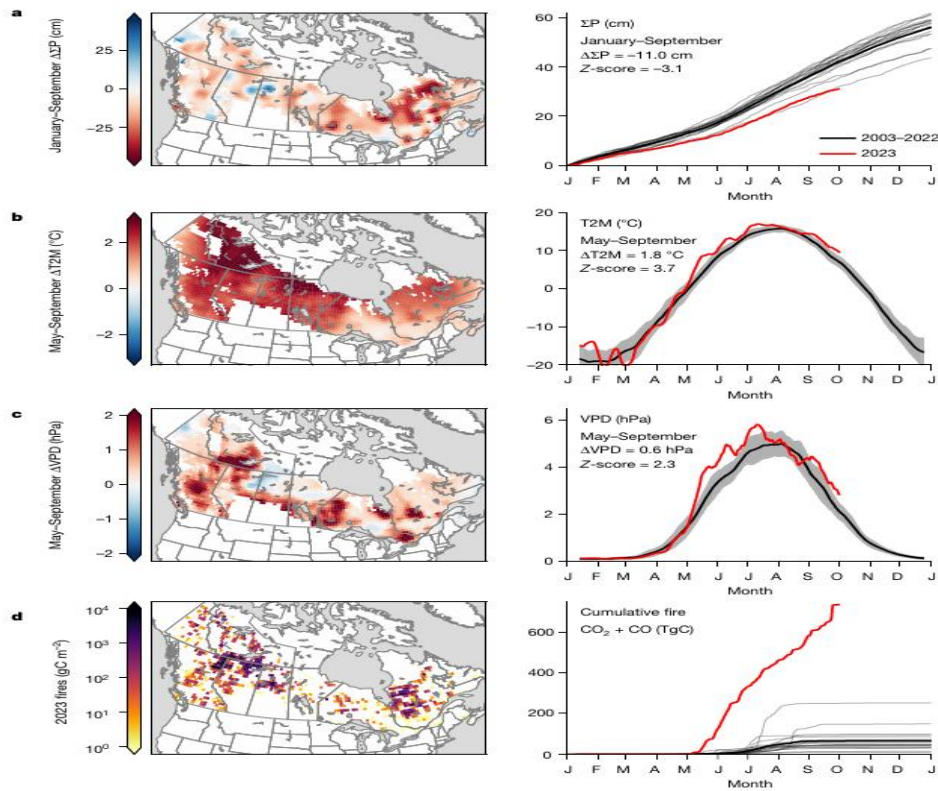 a
January–September ΔΣP (cm)
25
0
−25
ΣP (cm)
January–September
ΔΣP = −11.0 cm
Z-score = −3.1
2003–2022
2023
60
40
20
0
J F M A M J J A S O N D J
Month
b
May–September ΔT2M (°C)
2
0
−2
T2M (°C)
May–September
ΔT2M = 1.8 °C
Z-score = 3.7
20
10
0
−10
−20
J F M A M J J A S O N D J
Month
c
May–September ΔVPD (hPa)
2
1
0
−1
−2
VPD (hPa)
May–September
ΔVPD = 0.6 hPa
Z-score = 2.3
6
4
2
0
J F M A M J J A S O N D J
Month
d
2023 fires (gC m⁻²)
10⁴
10³
10²
10¹
10⁰
Cumulative fire
CO₂ + CO (TgC)
600
400
200
0
J F M A M J J A S O N D J
Month